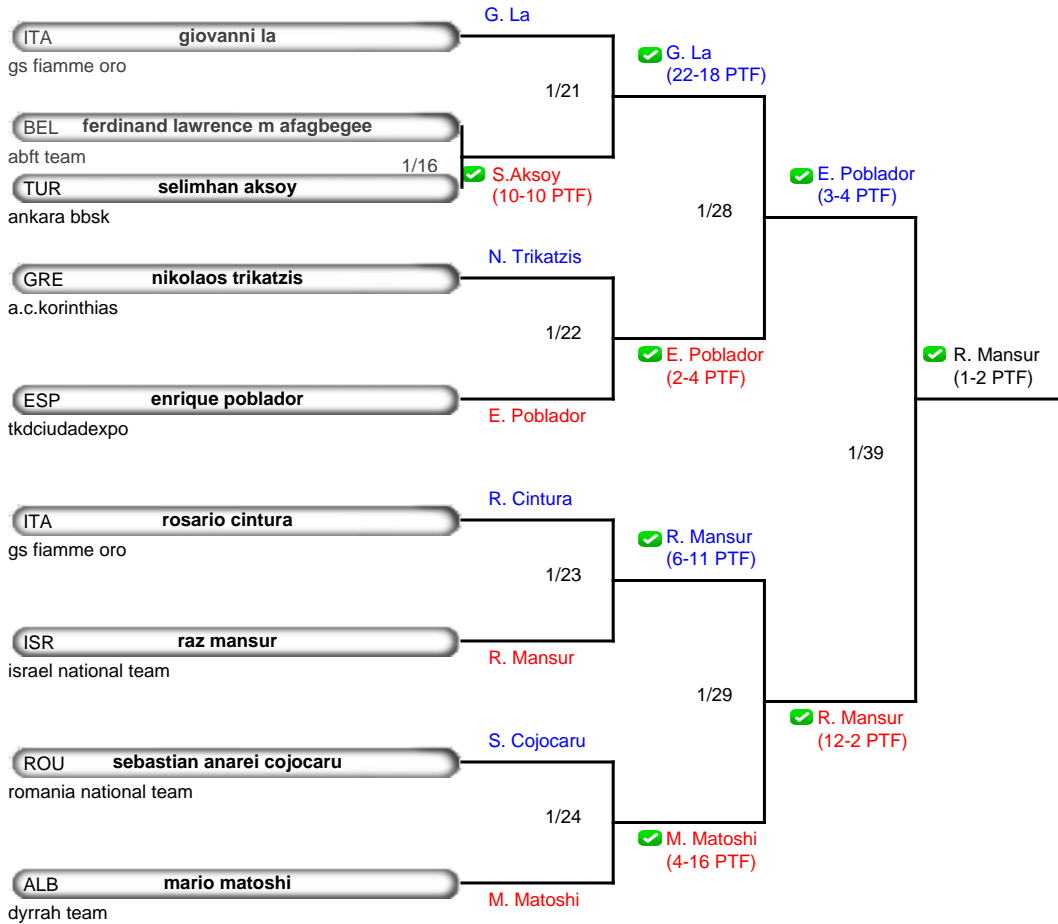 G. La
ITA giovanni la
gs fiamme oro
G. La
(22-18 PTF)
1/21
BEL ferdinand lawrence m afagbegee
abft team
1/16
S.Aksoy
(10-10 PTF)
TUR selimhan aksoy
ankara bbsk
E. Poblador
(3-4 PTF)
1/28
N. Trikatzis
GRE nikolaos trikatzis
a.c.korinthias
1/22
E. Poblador
(2-4 PTF)
R. Mansur
(1-2 PTF)
ESP enrique poblador
tkdciudadexpo
E. Poblador
1/39
R. Cintura
ITA rosario cintura
gs fiamme oro
R. Mansur
(6-11 PTF)
1/23
ISR raz mansur
israel national team
R. Mansur
1/29
R. Mansur
(12-2 PTF)
S. Cojocaru
ROU sebastian anarei cojocaru
romania national team
1/24
M. Matoshi
(4-16 PTF)
ALB mario matoshi
dyrrah team
M. Matoshi